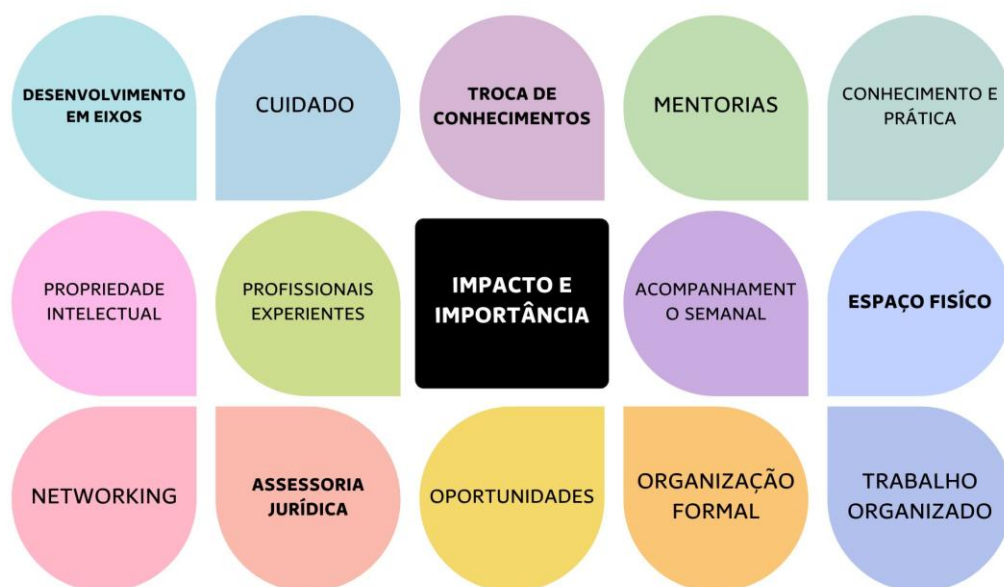 DESENVOLVIMENTO
EM EIXOS
CUIDADO
TROCA DE
CONHECIMENTOS
MENTORIAS
CONHECIMENTO E
PRÁTICA
PROPRIEDADE
INTELECTUAL
PROFISSIONAIS
EXPERIENTES
IMPACTO E
IMPORTÂNCIA
ACOMPANHAMENT
O SEMANAL
ESPAÇO FISÍCO
NETWORKING
ASSESSORIA
JURÍDICA
OPORTUNIDADES
ORGANIZAÇÃO
FORMAL
TRABALHO
ORGANIZADO